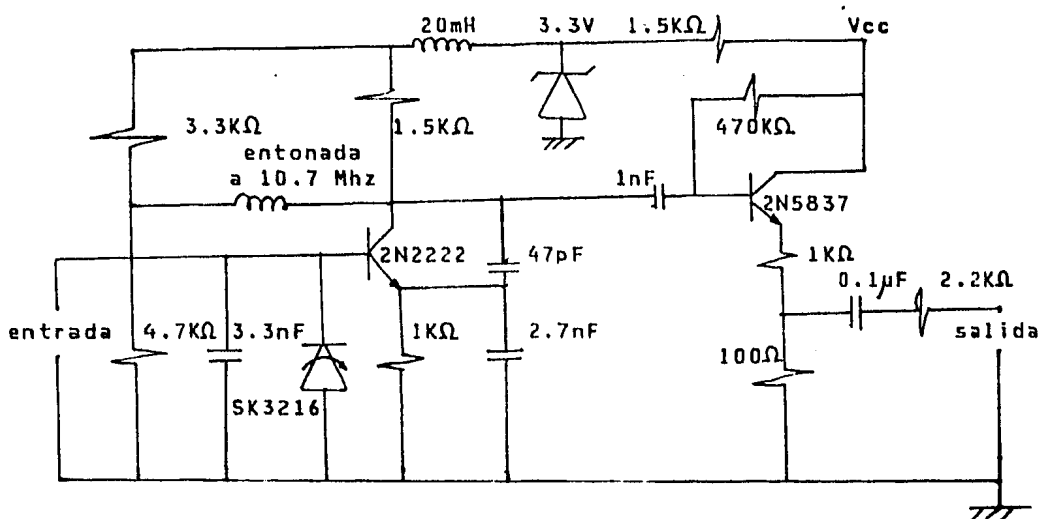 20mH 3.3V 1.5KΩ Vcc
3.3KΩ 1.5KΩ 470KΩ
entonada
a 10.7 Mhz
1nF
2N5837
2N2222 47pF 1KΩ
0.1µF 2.2KΩ
entrada 4.7KΩ 3.3nF 1KΩ 2.7nF salida
100Ω
SK3216